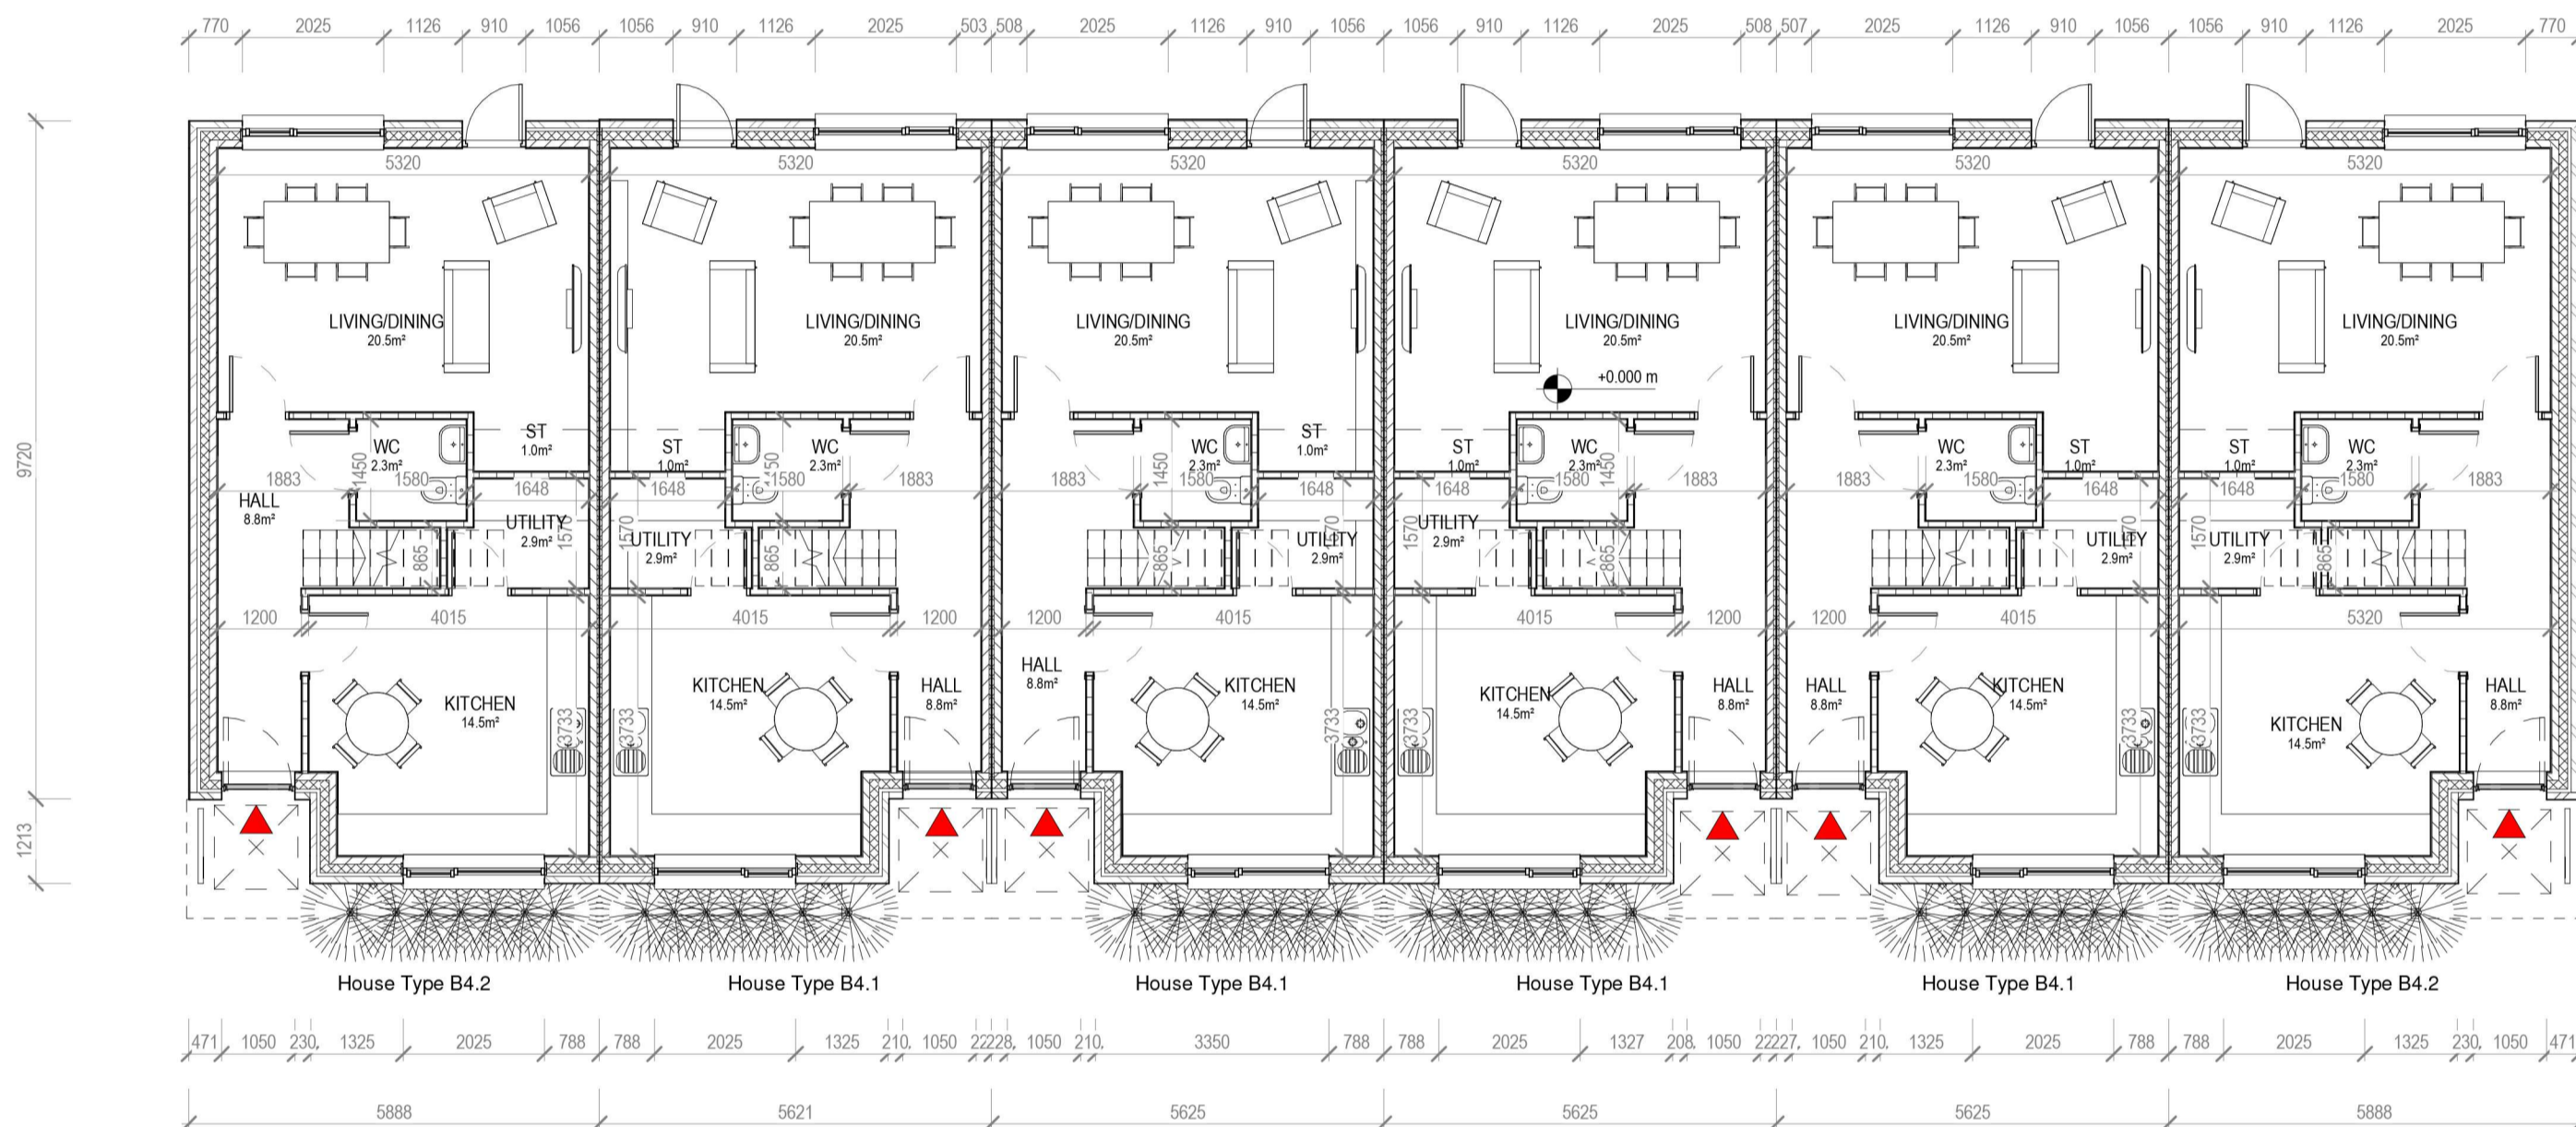 770 2025 1126 910 1056 1056 910 1126 2025 503 508 2025 1126 910 1056 1056 910 1126 2025 508 507 2025 1126 910 1056 1056 910 1126 2025 770
5320 5320 5320 5320 5320 5320
LIVING/DINING LIVING/DINING LIVING/DINING LIVING/DINING LIVING/DINING LIVING/DINING
20.5m² 20.5m² 20.5m² 20.5m² 20.5m² 20.5m²
+0.000 m
9720
WC ST ST WC WC ST ST WC WC ST ST WC
2.3m² 1.0m² 1.0m² 2.3m² 2.3m² 1.0m² 1.0m² 2.3m² 2.3m² 1.0m² 1.0m² 2.3m²
1450 1450 1450 1450
1883 1580 1648 1648 1580 1883 1883 1580 1648 1648 1580 1883 1883 1580 1648 1648 1580 1883
HALL
8.8m²
UTILITY UTILITY UTILITY UTILITY UTILITY UTILITY
2.9m² 2.9m² 2.9m² 2.9m² 2.9m² 2.9m²
1570 1570 1570 1570 1570 1570
865 865 865 865 865
1200 4015 4015 1200 1200 4015 4015 1200 1200 4015 5320
HALL
8.8m²
KITCHEN KITCHEN HALL KITCHEN KITCHEN HALL HALL KITCHEN KITCHEN HALL
14.5m² 14.5m² 8.8m² 14.5m² 14.5m² 8.8m² 8.8m² 14.5m² 14.5m² 8.8m²
3733 3733 3733 3733 3733 3733
1213
House Type B4.2 House Type B4.1 House Type B4.1 House Type B4.1 House Type B4.1 House Type B4.2
471 1050 230, 1325 2025 788 788 2025 1325 210, 1050 22228, 1050 210, 3350 788 788 2025 1327 208, 1050 22227, 1050 210, 1325 2025 788 788 2025 1325 230, 1050 471
5888 5621 5625 5625 5625 5888